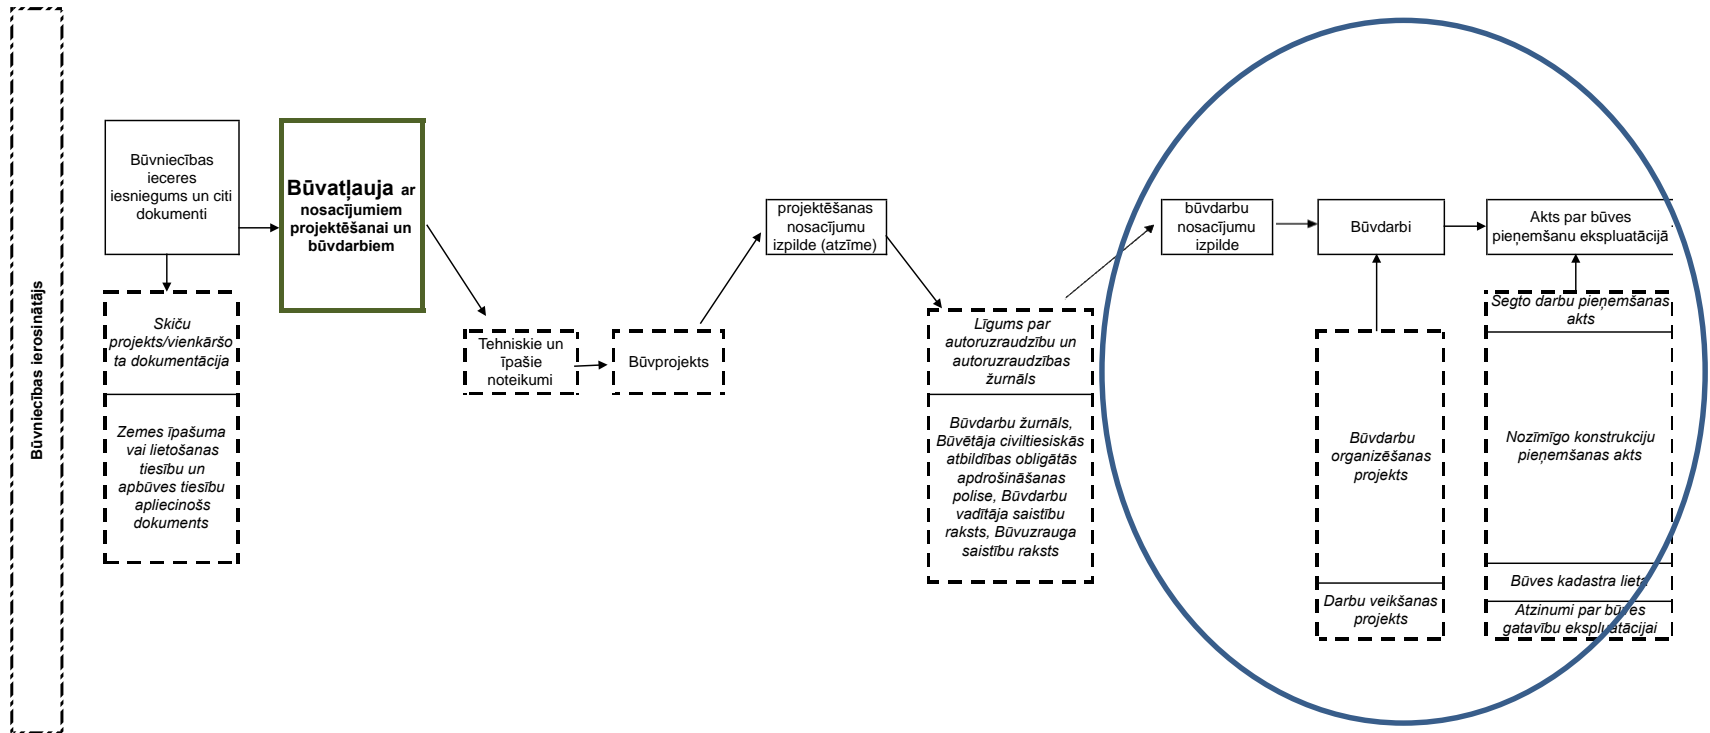 Būvniecības ierosinātājs
Būvniecības
ieceres
iesniegums un citi
dokumenti
Skiču
projekts/vienkāršo
ta dokumentācija
Zemes īpašuma
vai lietošanas
tiesību un
apbūves tiesību
apliecinošs
dokuments
Būvatļauja ar
nosacījumiem
projektēšanai un
būvdarbiem
Tehniskie un
īpašie
noteikumi
Būvprojekts
projektēšanas
nosacījumu
izpilde (atzīme)
Līgums par
autoruzraudzību un
autoruzraudzības
žurnāls
Būvdarbu žurnāls,
Būvētāja civiltiesiskās
atbildības obligātās
apdrošināšanas
polise, Būvdarbu
vadītāja saistību
raksts, Būvuzrauga
saistību raksts
būvdarbu
nosacījumu
izpilde
Būvdarbi
Būvdarbu
organizēšanas
projekts
Darbu veikšanas
projekts
Akts par būves
pieņemšanu ekspluatācijā
Segto darbu pieņemšanas
akts
Nozīmīgo konstrukciju
pieņemšanas akts
Būves kadastra lieta
Atzinumi par būves
gatavību ekspluatācijai